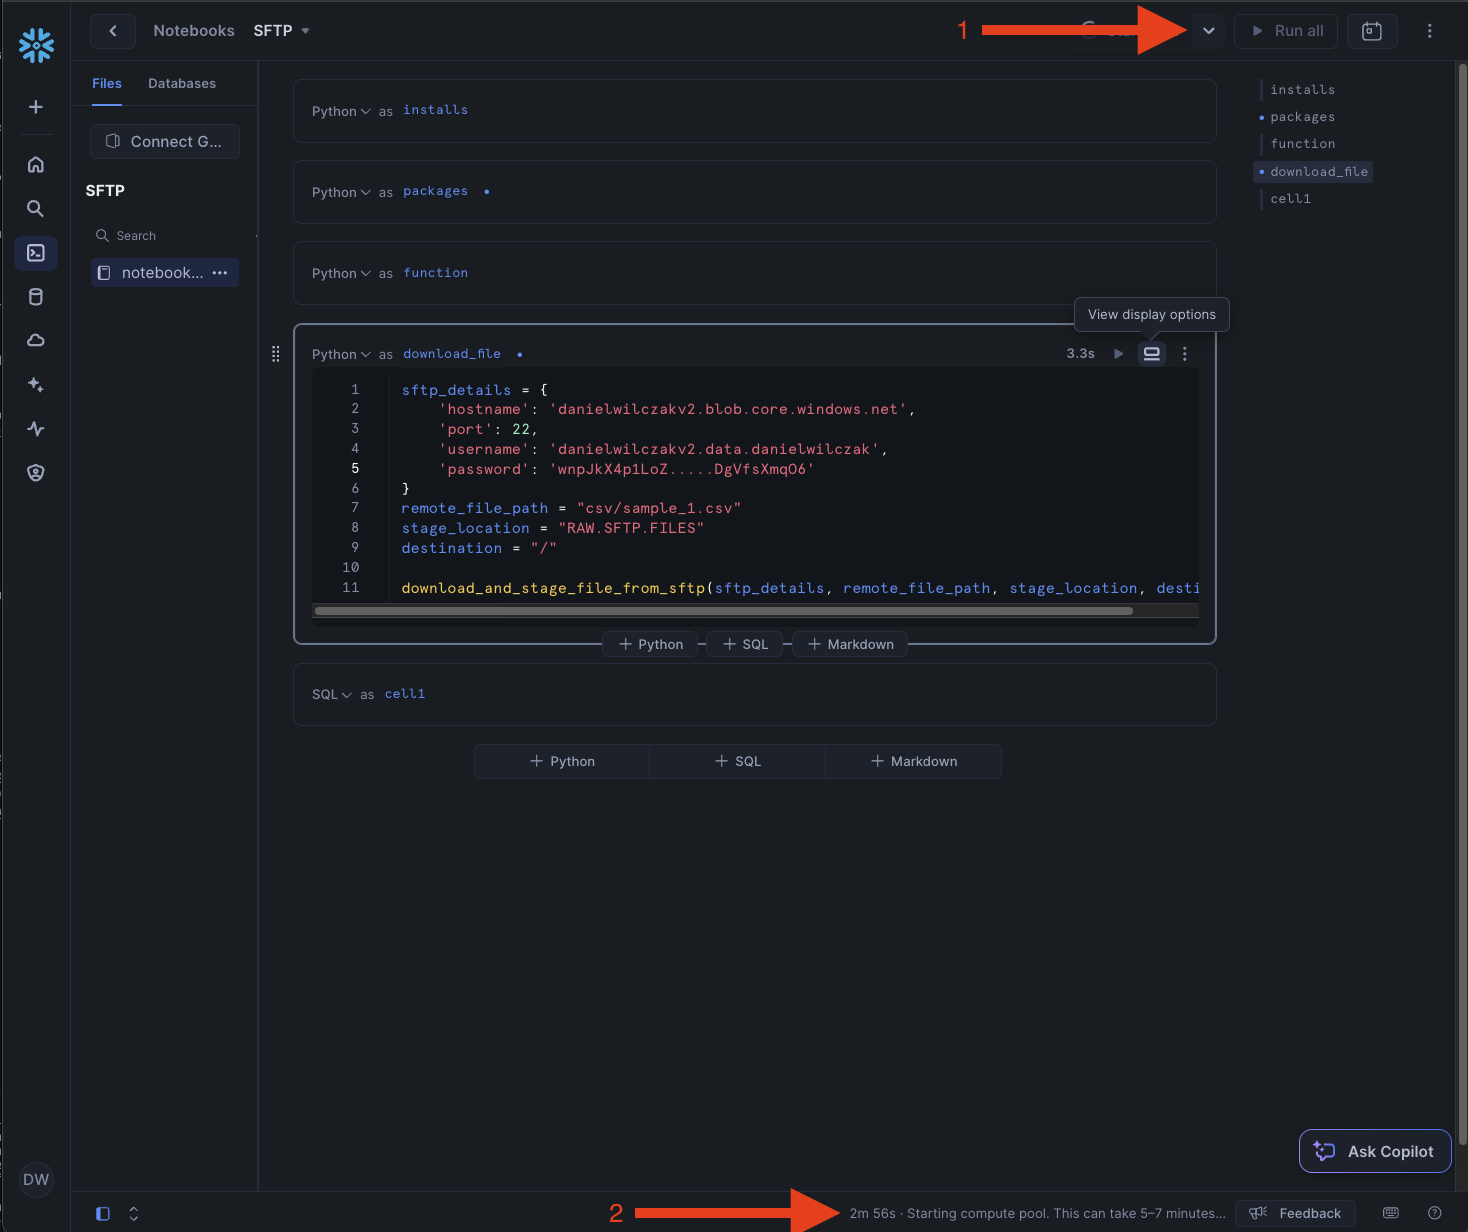 Notebooks SFTP
1
Run all
Files Databases
Connect G...
SFTP
Search
notebook...
DW
Python as installs
Python as packages
Python as function
View display options
Python as download_file
3.3s
1 sftp_details = {
2 'hostname': 'danielwilczakv2.blob.core.windows.net',
3 'port': 22,
4 'username': 'danielwilczakv2.data.danielwilczak',
5 'password': 'wnpJkX4p1LoZ.....DgVfsXmqO6'
6 }
7 remote_file_path = "csv/sample_1.csv"
8 stage_location = "RAW.SFTP.FILES"
9 destination = "/"
10
11 download_and_stage_file_from_sftp(sftp_details, remote_file_path, stage_location, desti
+ Python + SQL + Markdown
SQL as cell1
+ Python + SQL + Markdown
installs
packages
function
download_file
cell1
Ask Copilot
2
2m 56s · Starting compute pool. This can take 5–7 minutes...
Feedback